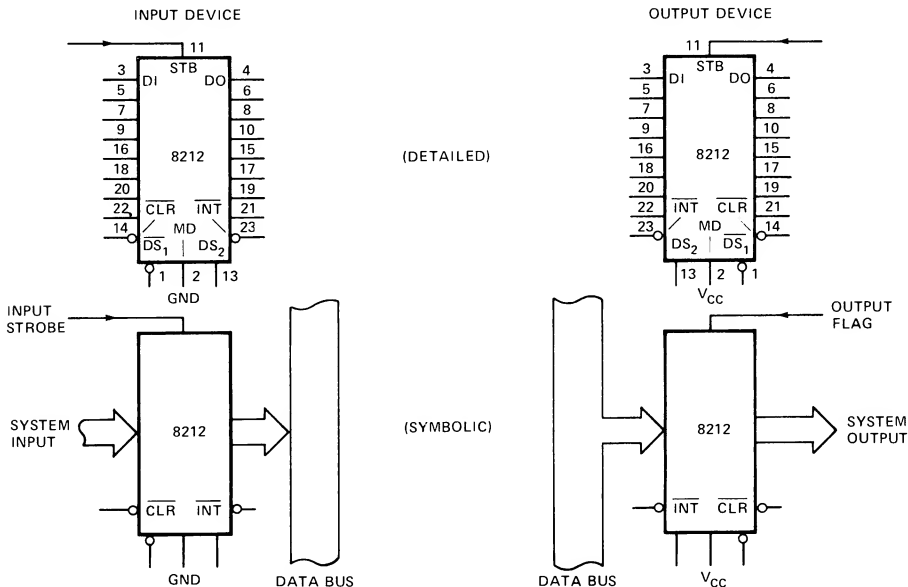 INPUT DEVICE
OUTPUT DEVICE
11
STB
3
DI
DO
4
5
6
7
8
9
10
16
8212
15
18
17
20
19
22
CLR
INT
21
14
MD
23
DS1
DS2
1
2
13
GND
(DETAILED)
11
STB
3
DI
DO
4
5
6
7
8
9
10
16
8212
15
18
17
20
19
22
INT
CLR
21
23
MD
14
DS2
DS1
13
2
1
VCC
INPUT
STROBE
OUTPUT
FLAG
SYSTEM
INPUT
8212
(SYMBOLIC)
8212
SYSTEM
OUTPUT
CLR
INT
INT
CLR
GND
DATA BUS
DATA BUS
VCC